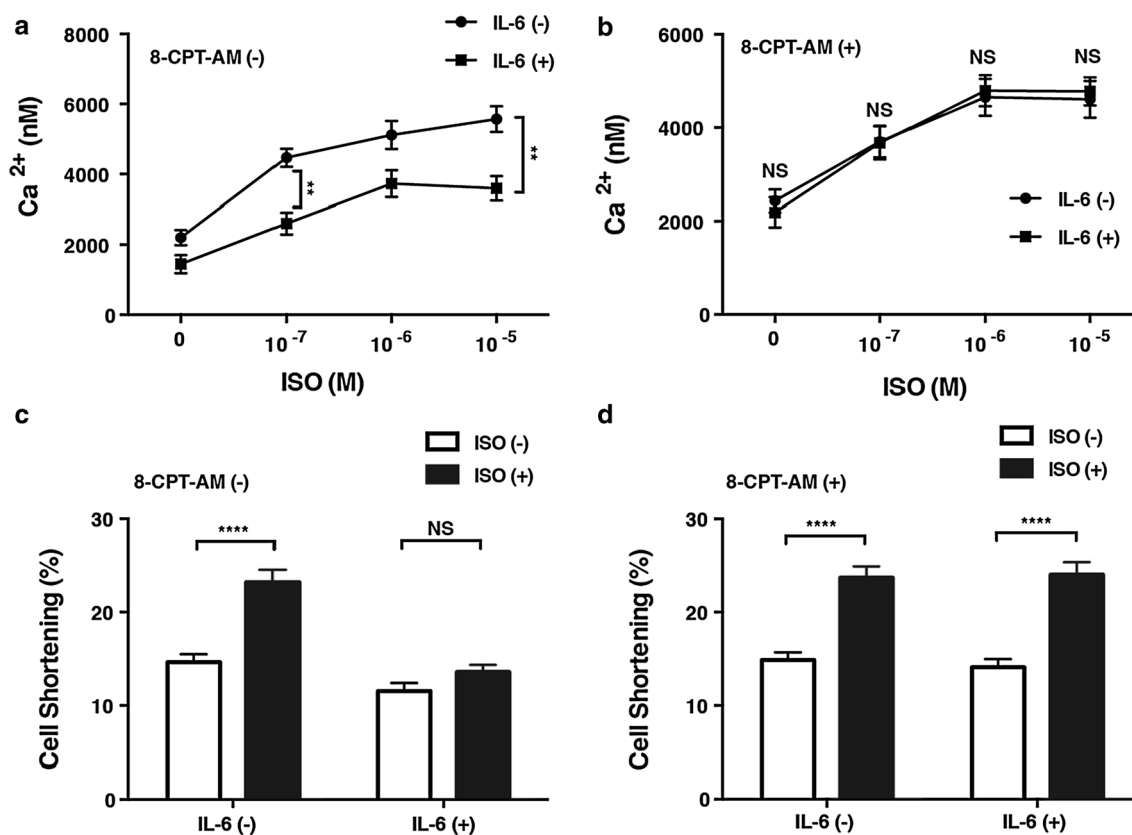 a
8-CPT-AM (-)
IL-6 (-)
IL-6 (+)
Ca 2+ (nM)
8000
6000
4000
2000
0
**
**
0
10 -7
10 -6
10 -5
ISO (M)
b
8-CPT-AM (+)
Ca 2+ (nM)
6000
4000
2000
0
NS
NS
NS
NS
IL-6 (-)
IL-6 (+)
0
10 -7
10 -6
10 -5
ISO (M)
c
ISO (-)
ISO (+)
8-CPT-AM (-)
Cell Shortening (%)
30
20
10
0
****
NS
IL-6 (-)
IL-6 (+)
d
ISO (-)
ISO (+)
8-CPT-AM (+)
Cell Shortening (%)
30
20
10
0
****
****
IL-6 (-)
IL-6 (+)